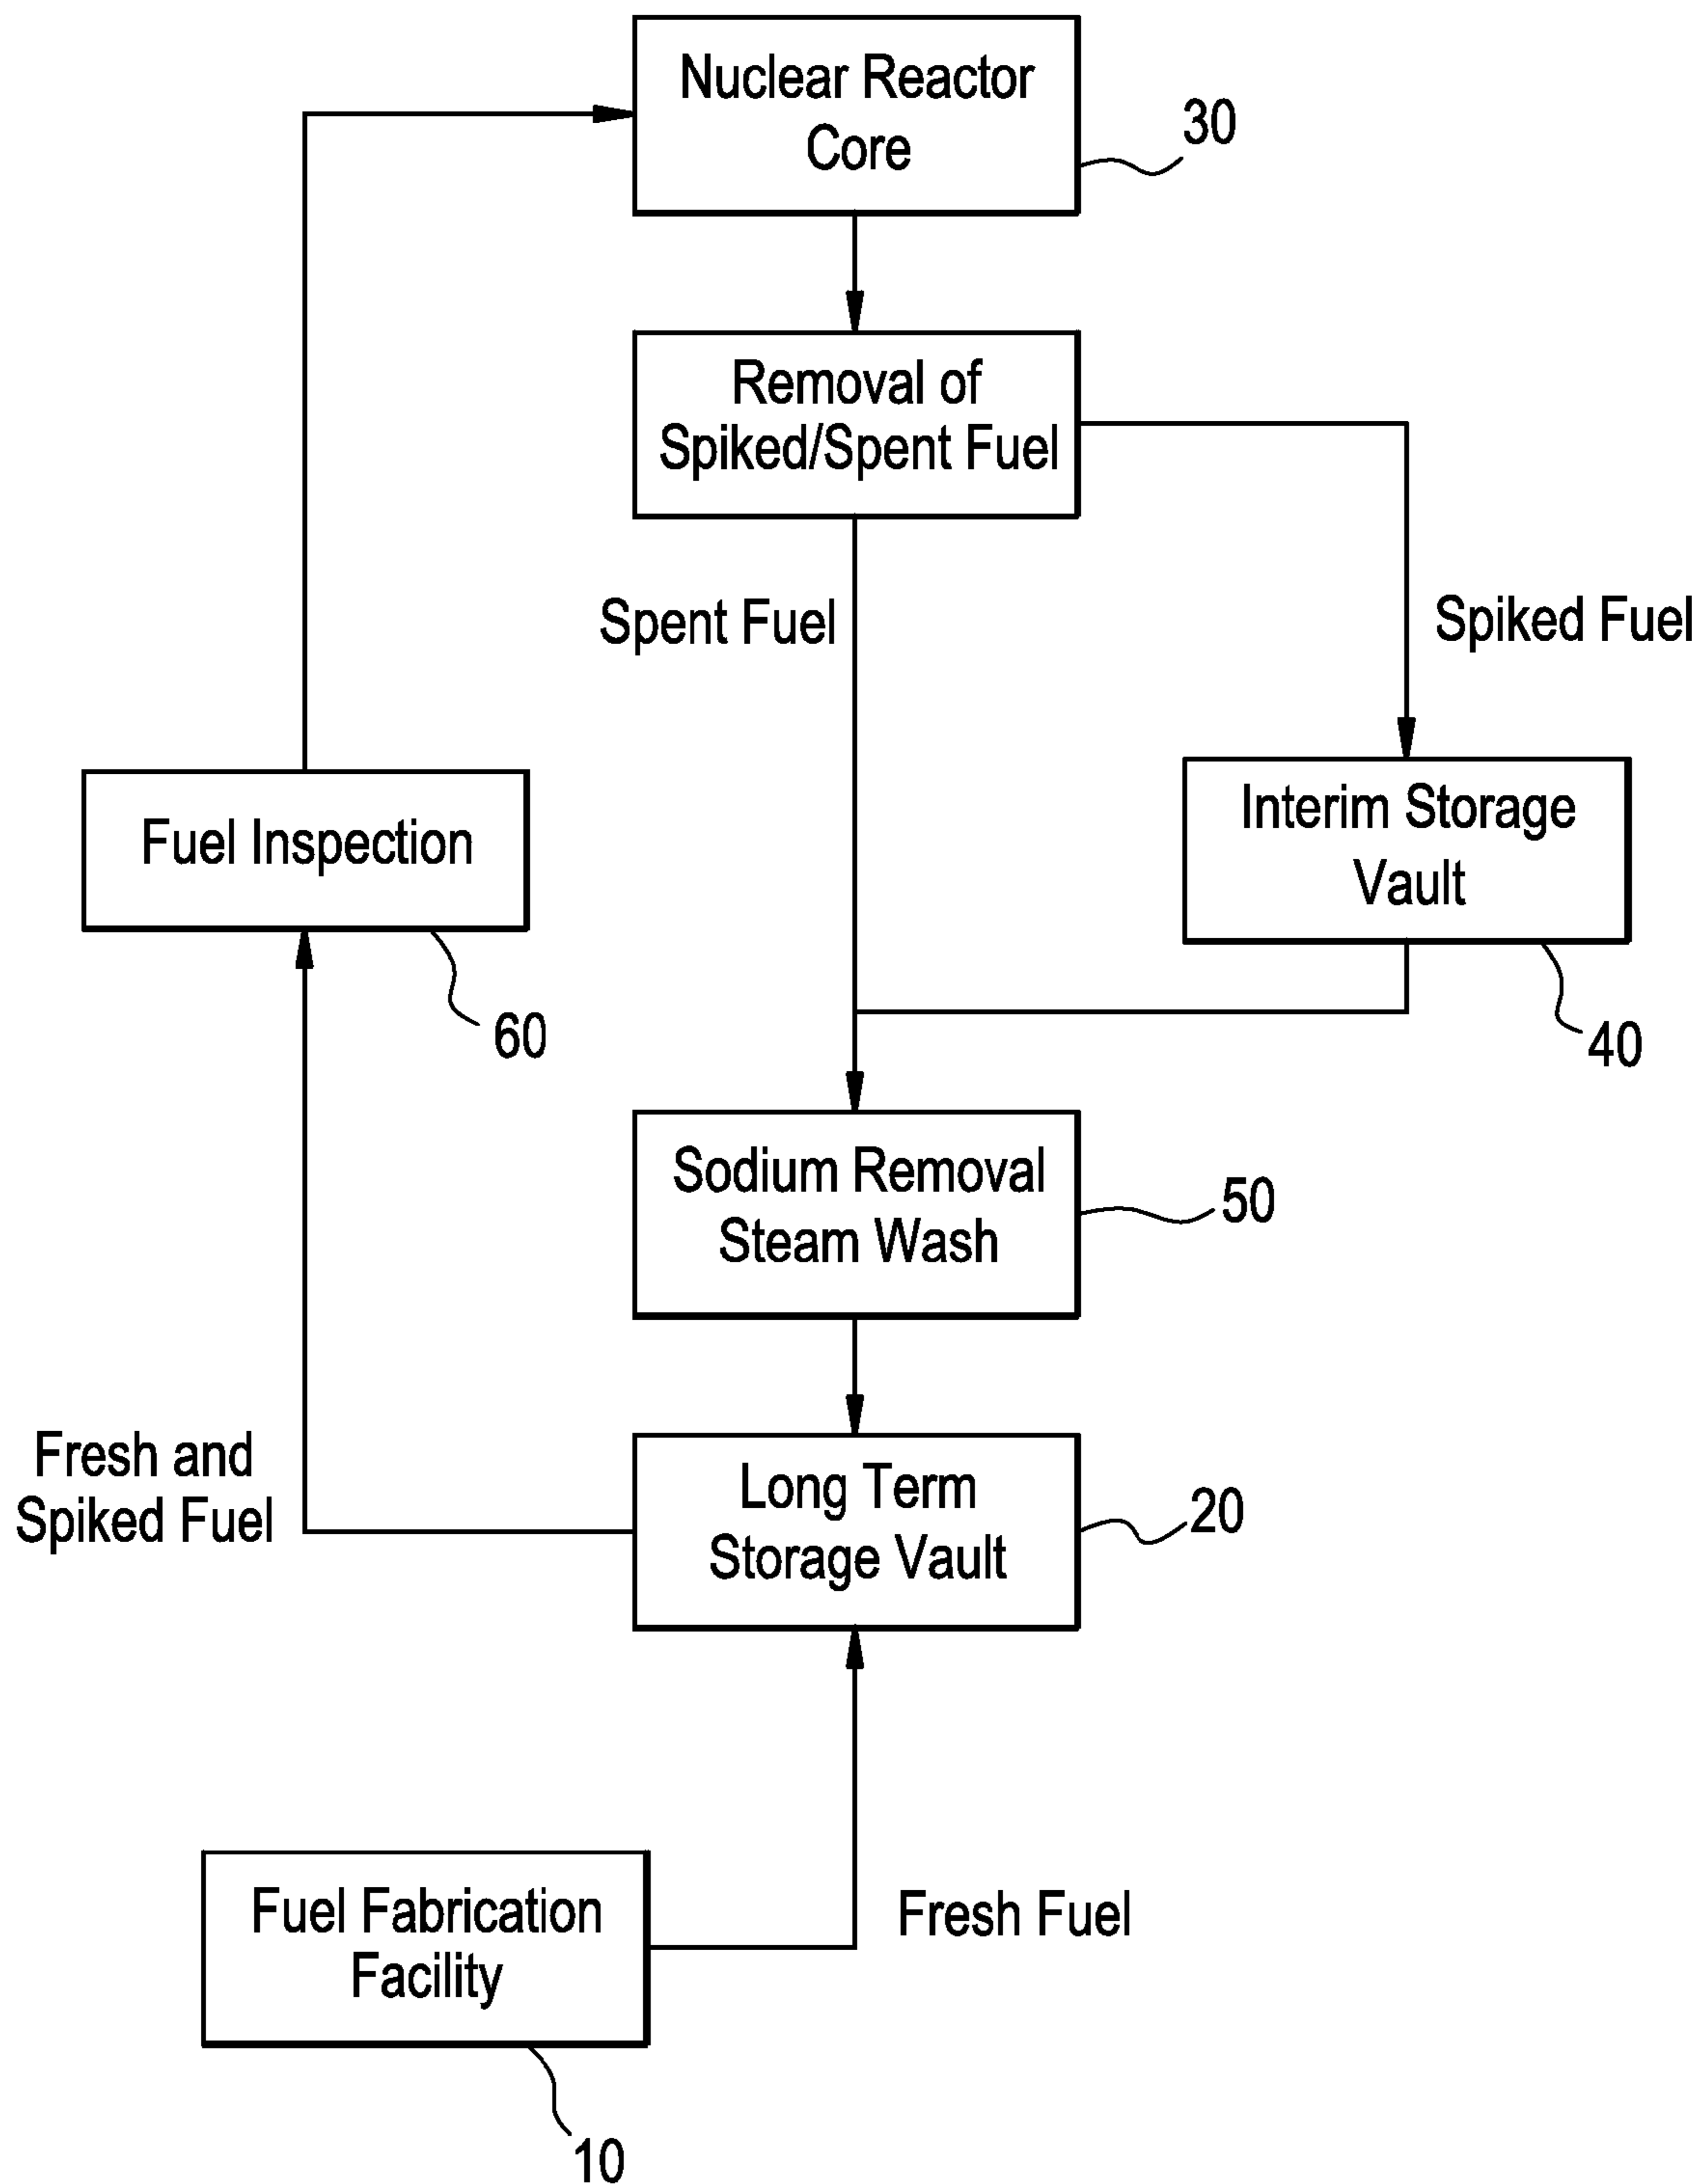 Nuclear Reactor
Core
30
Removal of
Spiked/Spent Fuel
Spent Fuel
Spiked Fuel
Fuel Inspection
60
Interim Storage
Vault
40
Sodium Removal
Steam Wash
50
Fresh and
Spiked Fuel
Long Term
Storage Vault
20
Fuel Fabrication
Facility
10
Fresh Fuel